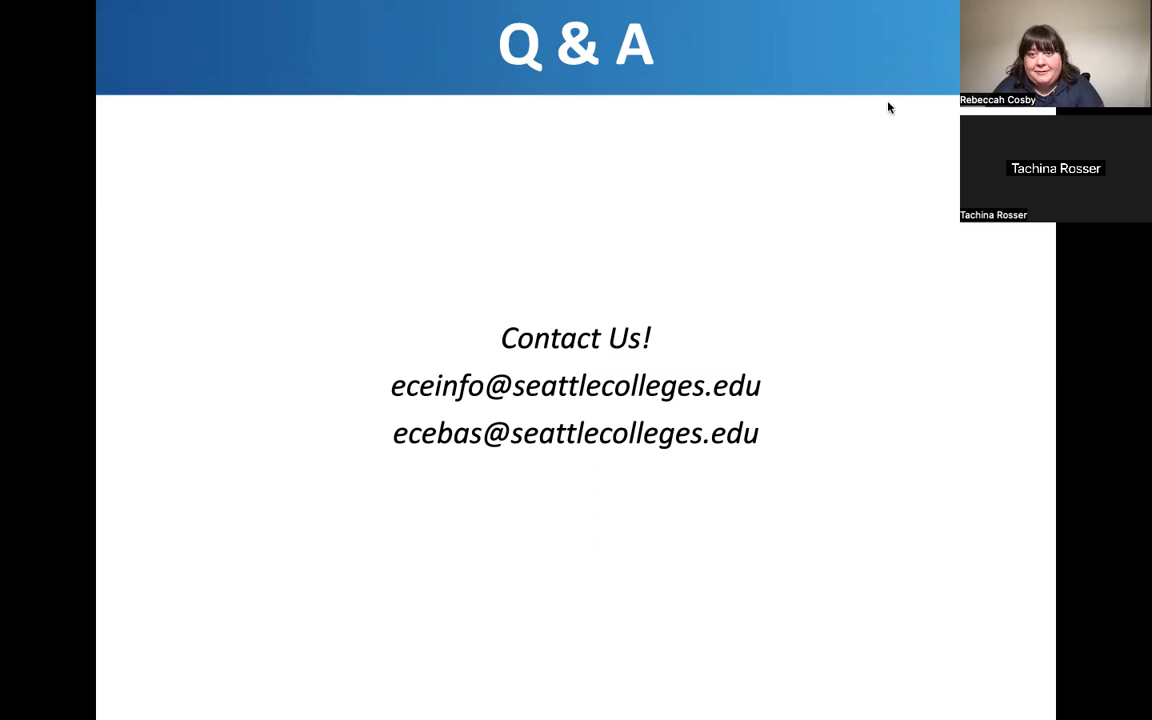 Q & A
Rebeccah Cosby
Tachina Rosser
Tachina Rosser
Contact Us!
eceinfo@seattlecolleges.edu
ecebas@seattlecolleges.edu